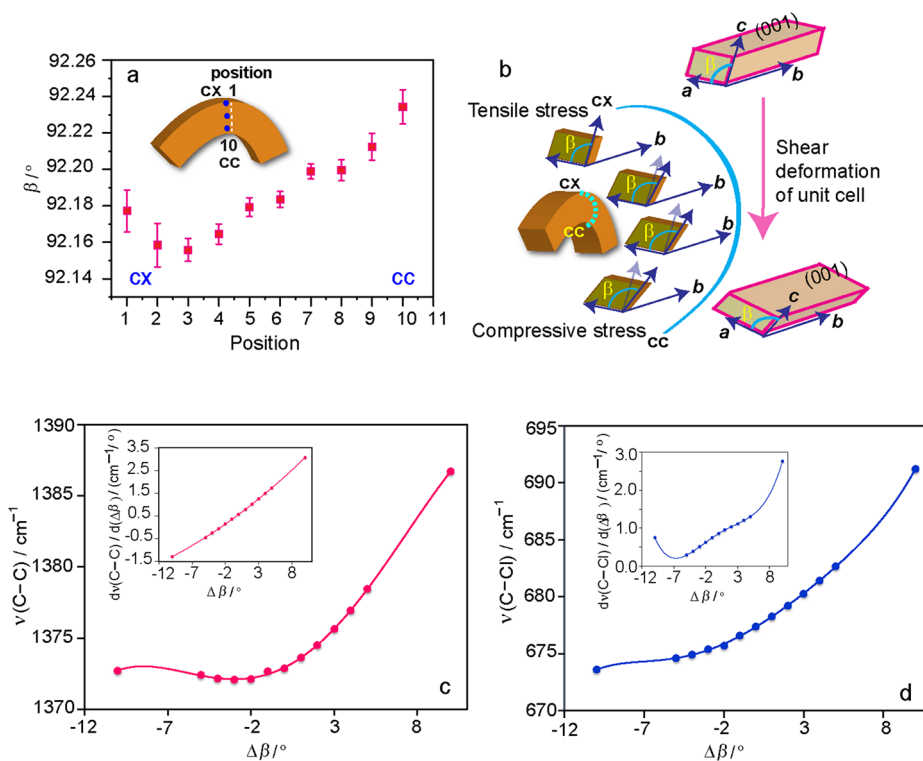 a
position
CX 1
10
CC
β/°
92.26
92.24
92.22
92.20
92.18
92.16
92.14
CX
CC
1 2 3 4 5 6 7 8 9 10 11
Position
b
c
(001)
β
a
b
Tensile stress CX
β
b
β
b
β
b
β
b
CX
CC
Compressive stress CC
Shear
deformation
of unit cell
(001)
c
β
a
b
ν(C−C) / cm⁻¹
1390
1385
1380
1375
1370
-12 -7 -2 3 8
Δβ/°
c
dν(C−C) / d(Δβ) / (cm⁻¹/°)
3.5
2.5
1.5
0.5
-0.5
-1.5
-12 -7 -2 3 8
Δβ/°
ν(C−Cl) / cm⁻¹
695
690
685
680
675
670
-12 -7 -2 3 8
Δβ/°
d
dν(C−Cl) / d(Δβ) / (cm⁻¹/°)
3.0
2.0
1.0
0.0
-12 -7 -2 3 8
Δβ/°